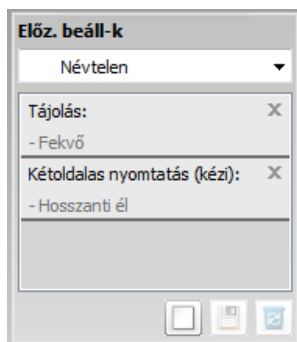 Előz. beáll-k
Névtelen
Tájolás:
- Fekvő
Kétoldalas nyomtatás (kézi):
- Hosszanti él